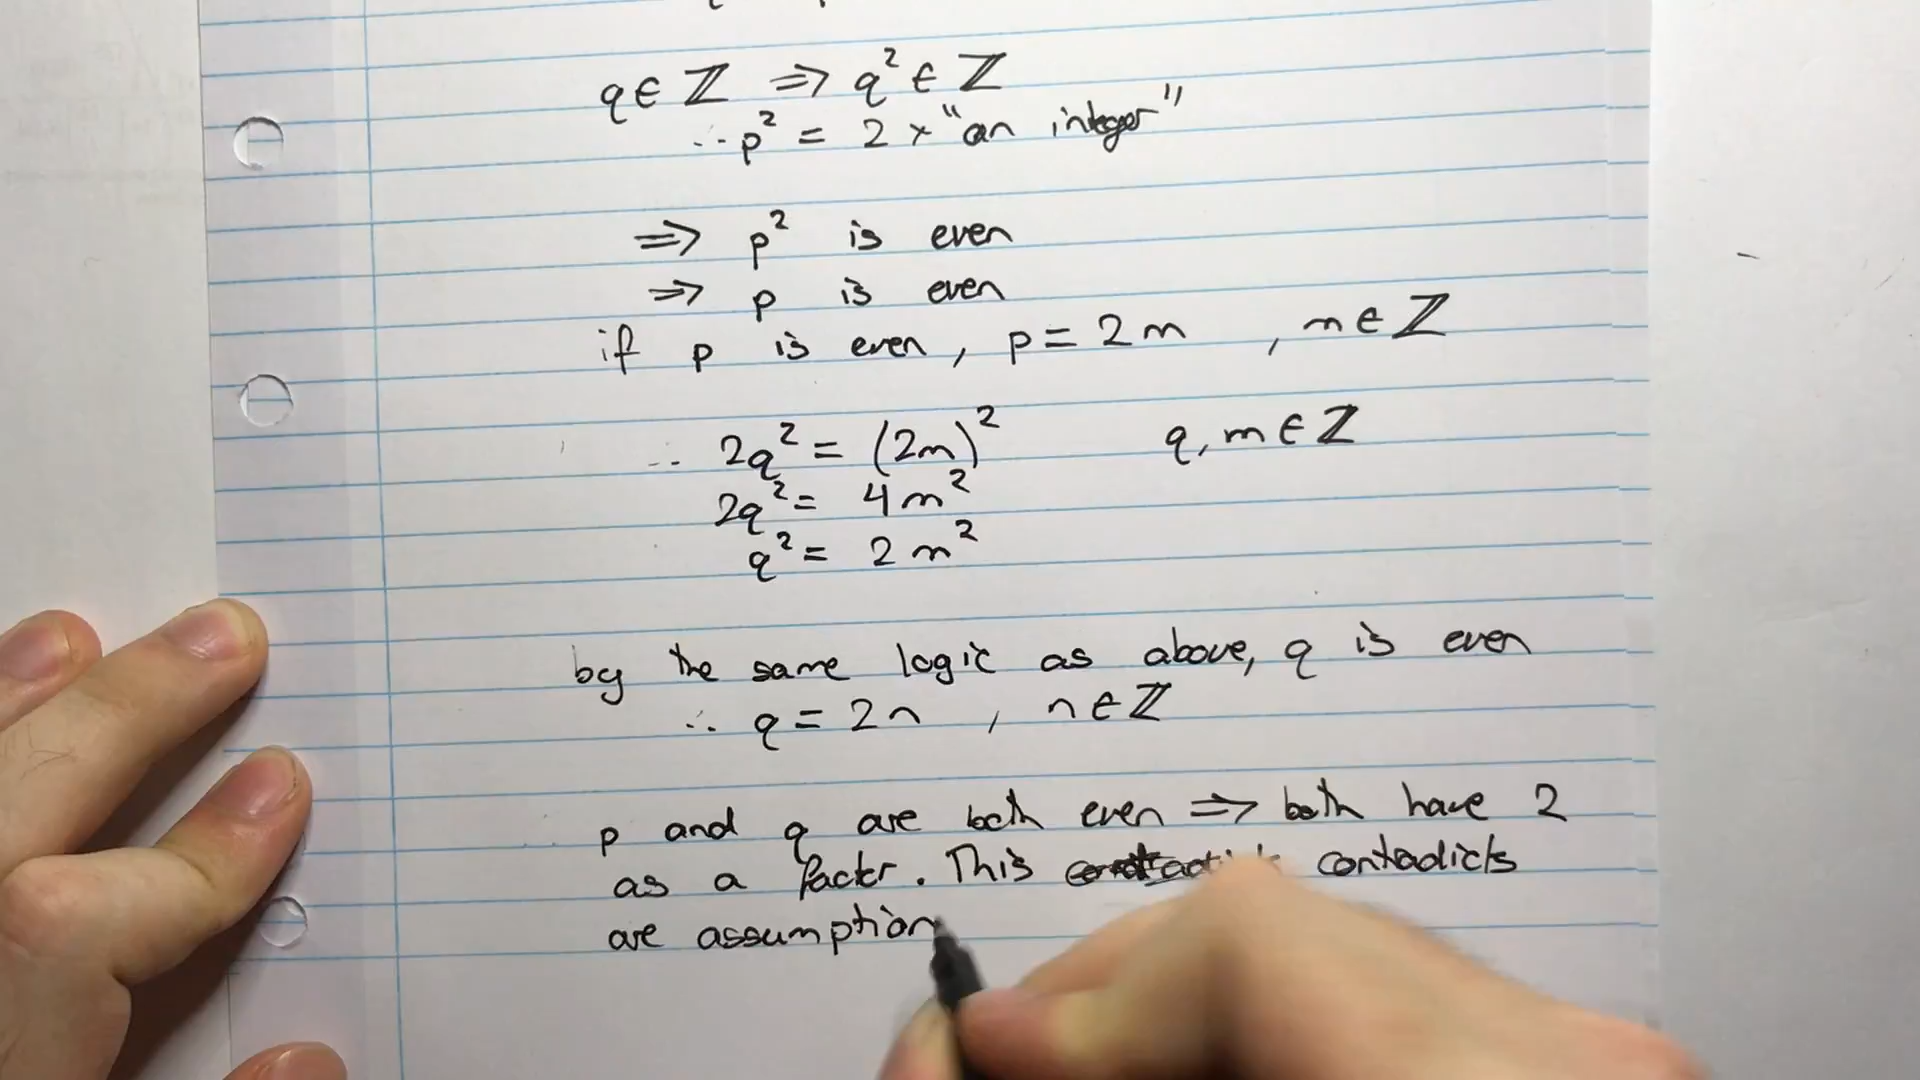 q ∈ ℤ ⇒ q² ∈ ℤ
∴ p² = 2 × "an integer"
⇒ p² is even
⇒ p is even
if p is even, p = 2m , m ∈ ℤ
∴ 2q² = (2m)² q, m ∈ ℤ
2q² = 4m²
q² = 2m²
by the same logic as above, q is even
∴ q = 2n , n ∈ ℤ
p and q are both even ⇒ both have 2
as a factor. This contradicts
are assumption